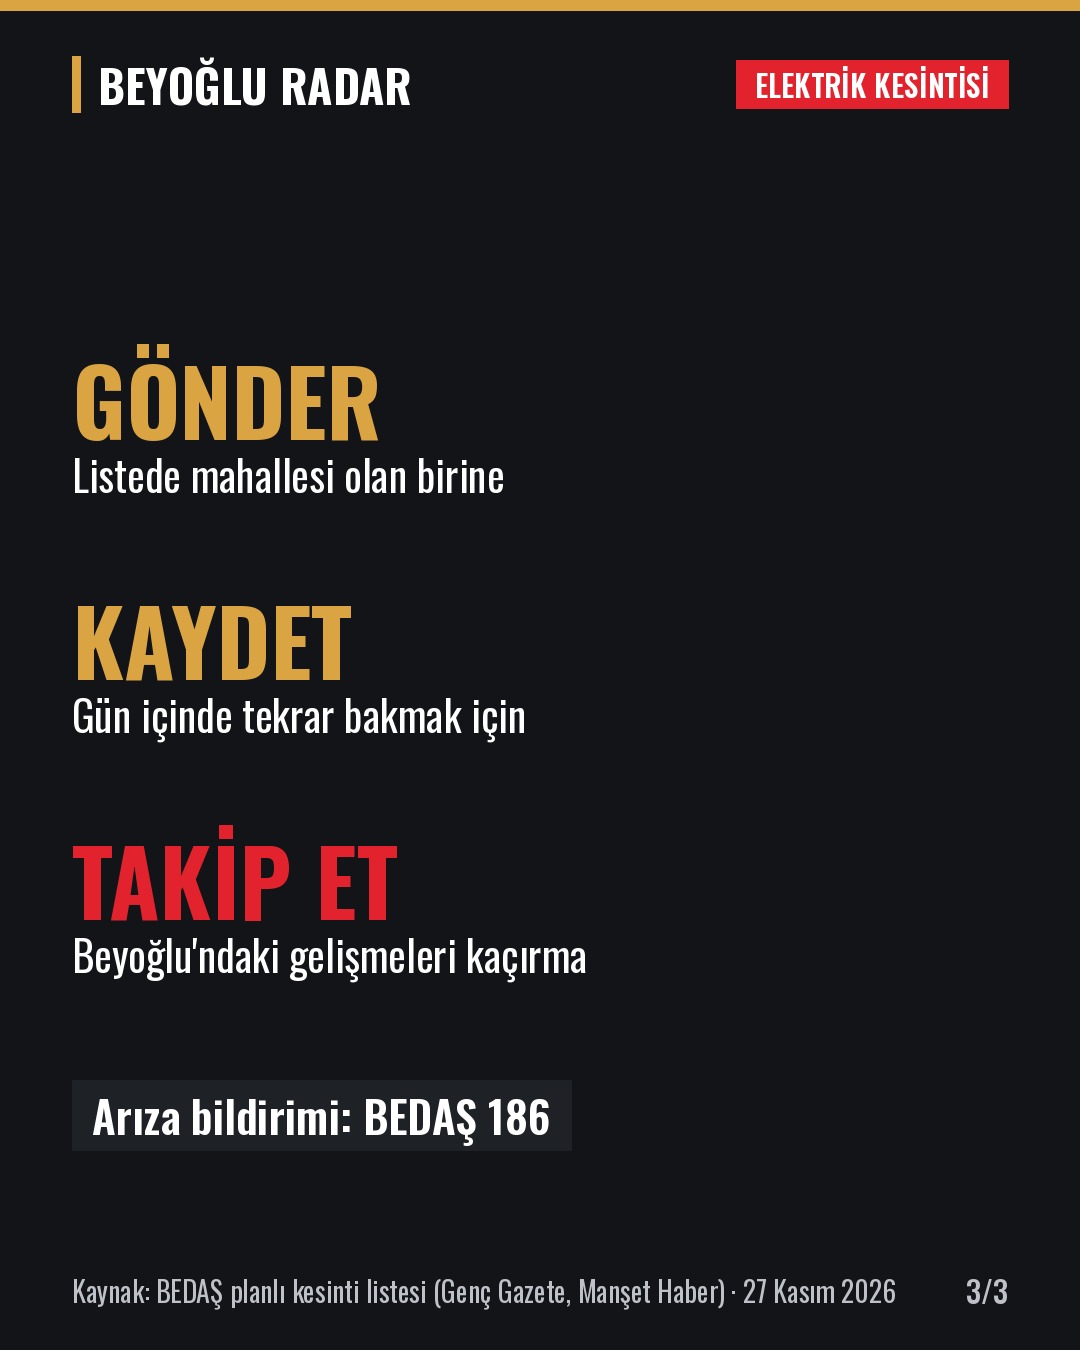 BEYOĞLU RADAR
ELEKTRİK KESİNTİSİ
GÖNDER
Listede mahallesi olan birine
KAYDET
Gün içinde tekrar bakmak için
TAKİP ET
Beyoğlu'ndaki gelişmeleri kaçırma
Arıza bildirimi: BEDAŞ 186
Kaynak: BEDAŞ planlı kesinti listesi (Genç Gazete, Manşet Haber) · 27 Kasım 2026
3/3